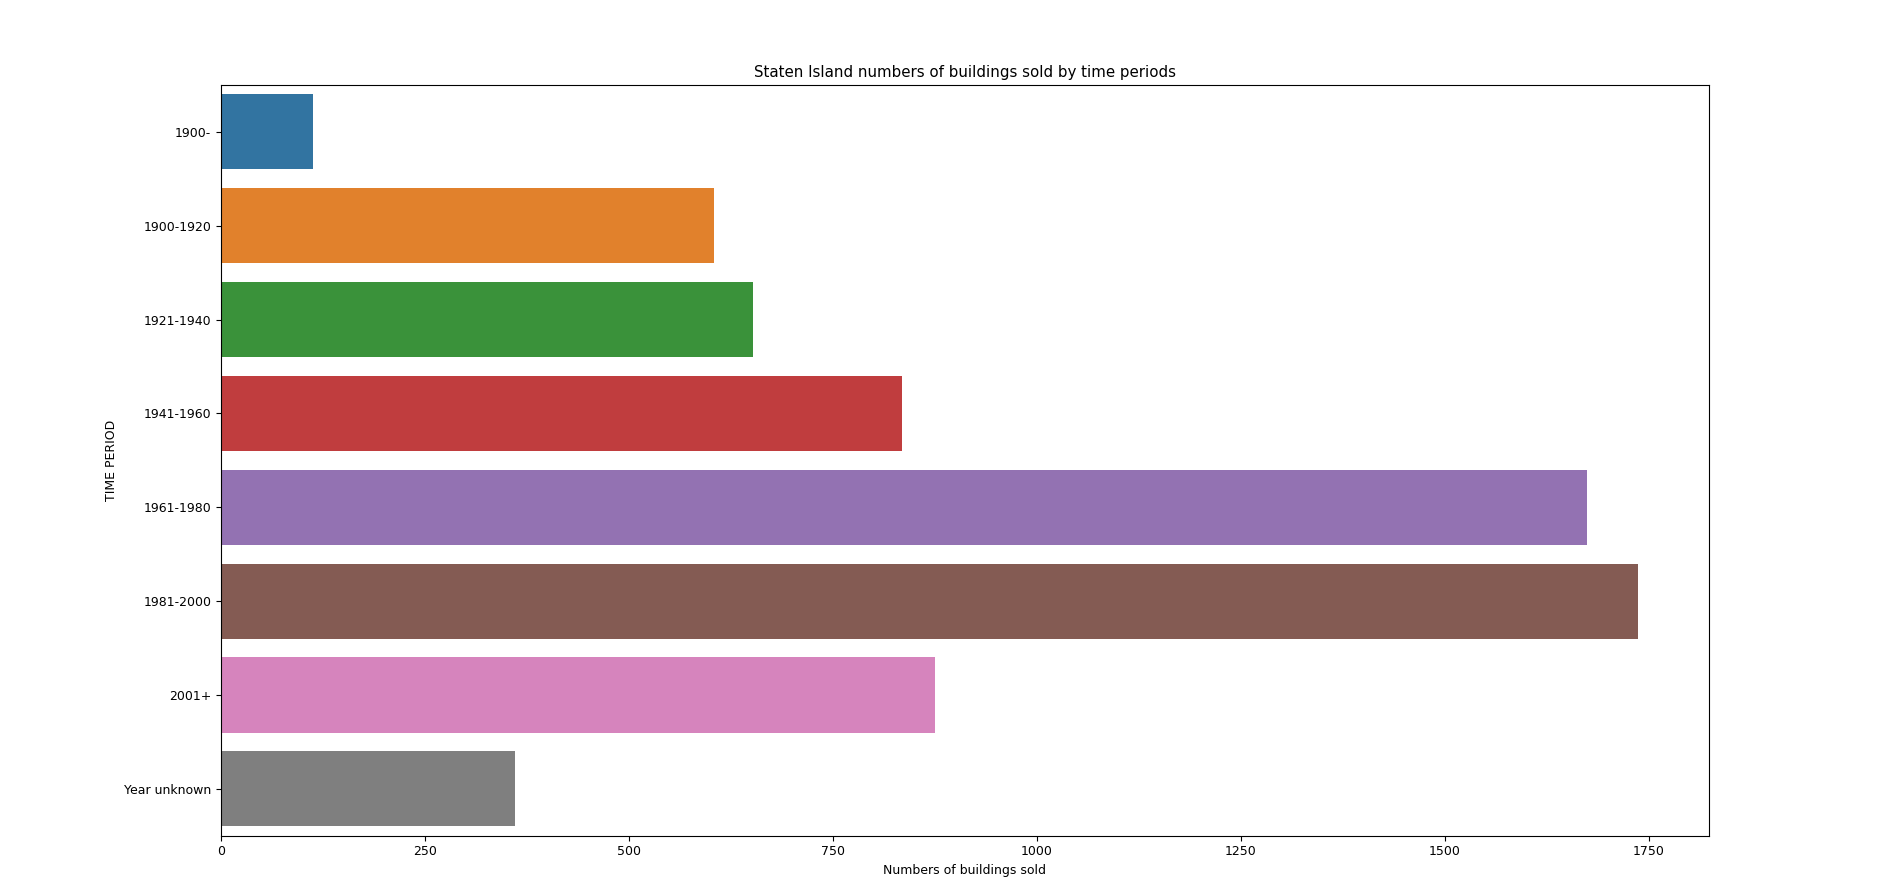 Staten Island numbers of buildings sold by time periods
TIME PERIOD
1900-
1900-1920
1921-1940
1941-1960
1961-1980
1981-2000
2001+
Year unknown
0 250 500 750 1000 1250 1500 1750
Numbers of buildings sold